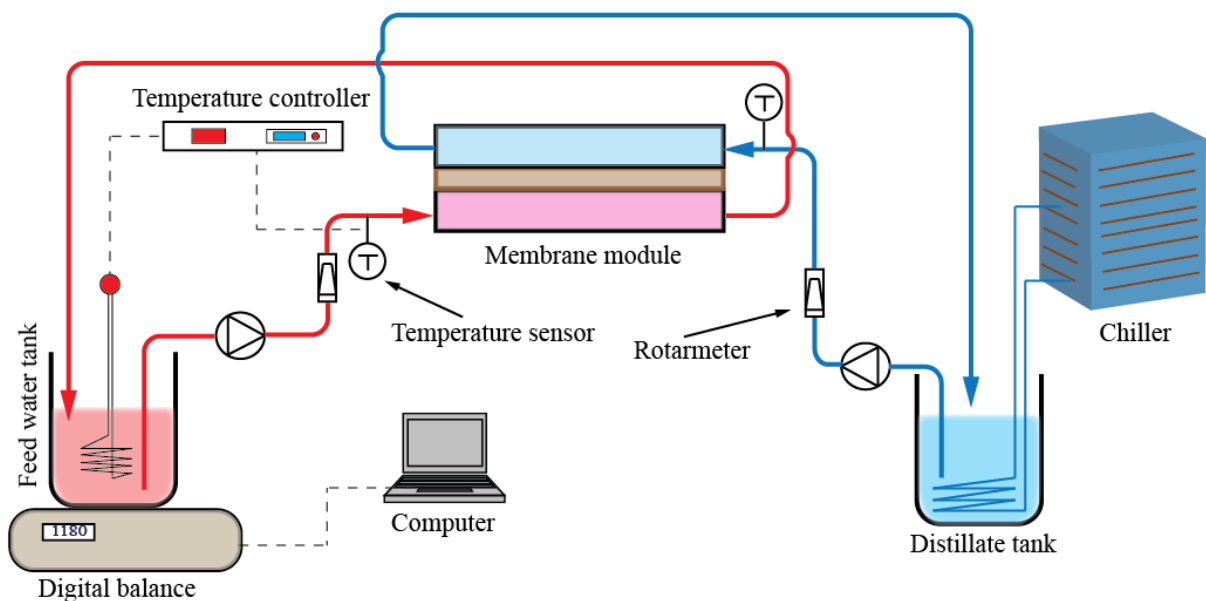 Temperature controller
T
Membrane module
T
Temperature sensor
Rotarmeter
Chiller
Feed water tank
Computer
1180
Distillate tank
Digital balance